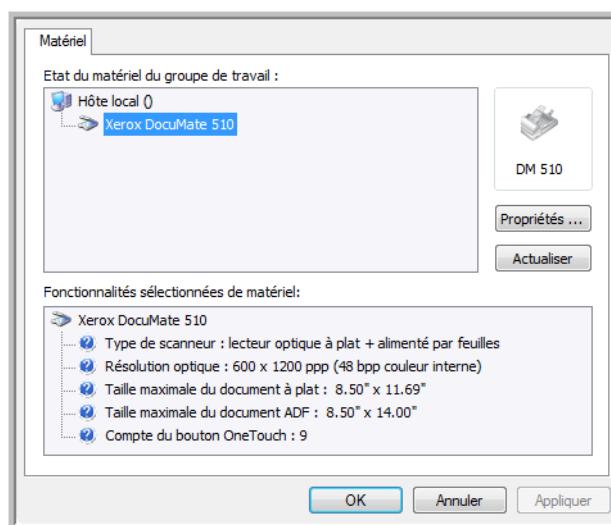 Matériel
Etat du matériel du groupe de travail :
Hôte local ()
Xerox DocuMate 510
DM 510
Propriétés ...
Actualiser
Fonctionnalités sélectionnées de matériel:
Xerox DocuMate 510
Type de scanneur : lecteur optique à plat + alimenté par feuilles
Résolution optique : 600 x 1200 ppp (48 bpp couleur interne)
Taille maximale du document à plat : 8.50" x 11.69"
Taille maximale du document ADF : 8.50" x 14.00"
Compte du bouton OneTouch : 9
OK
Annuler
Appliquer